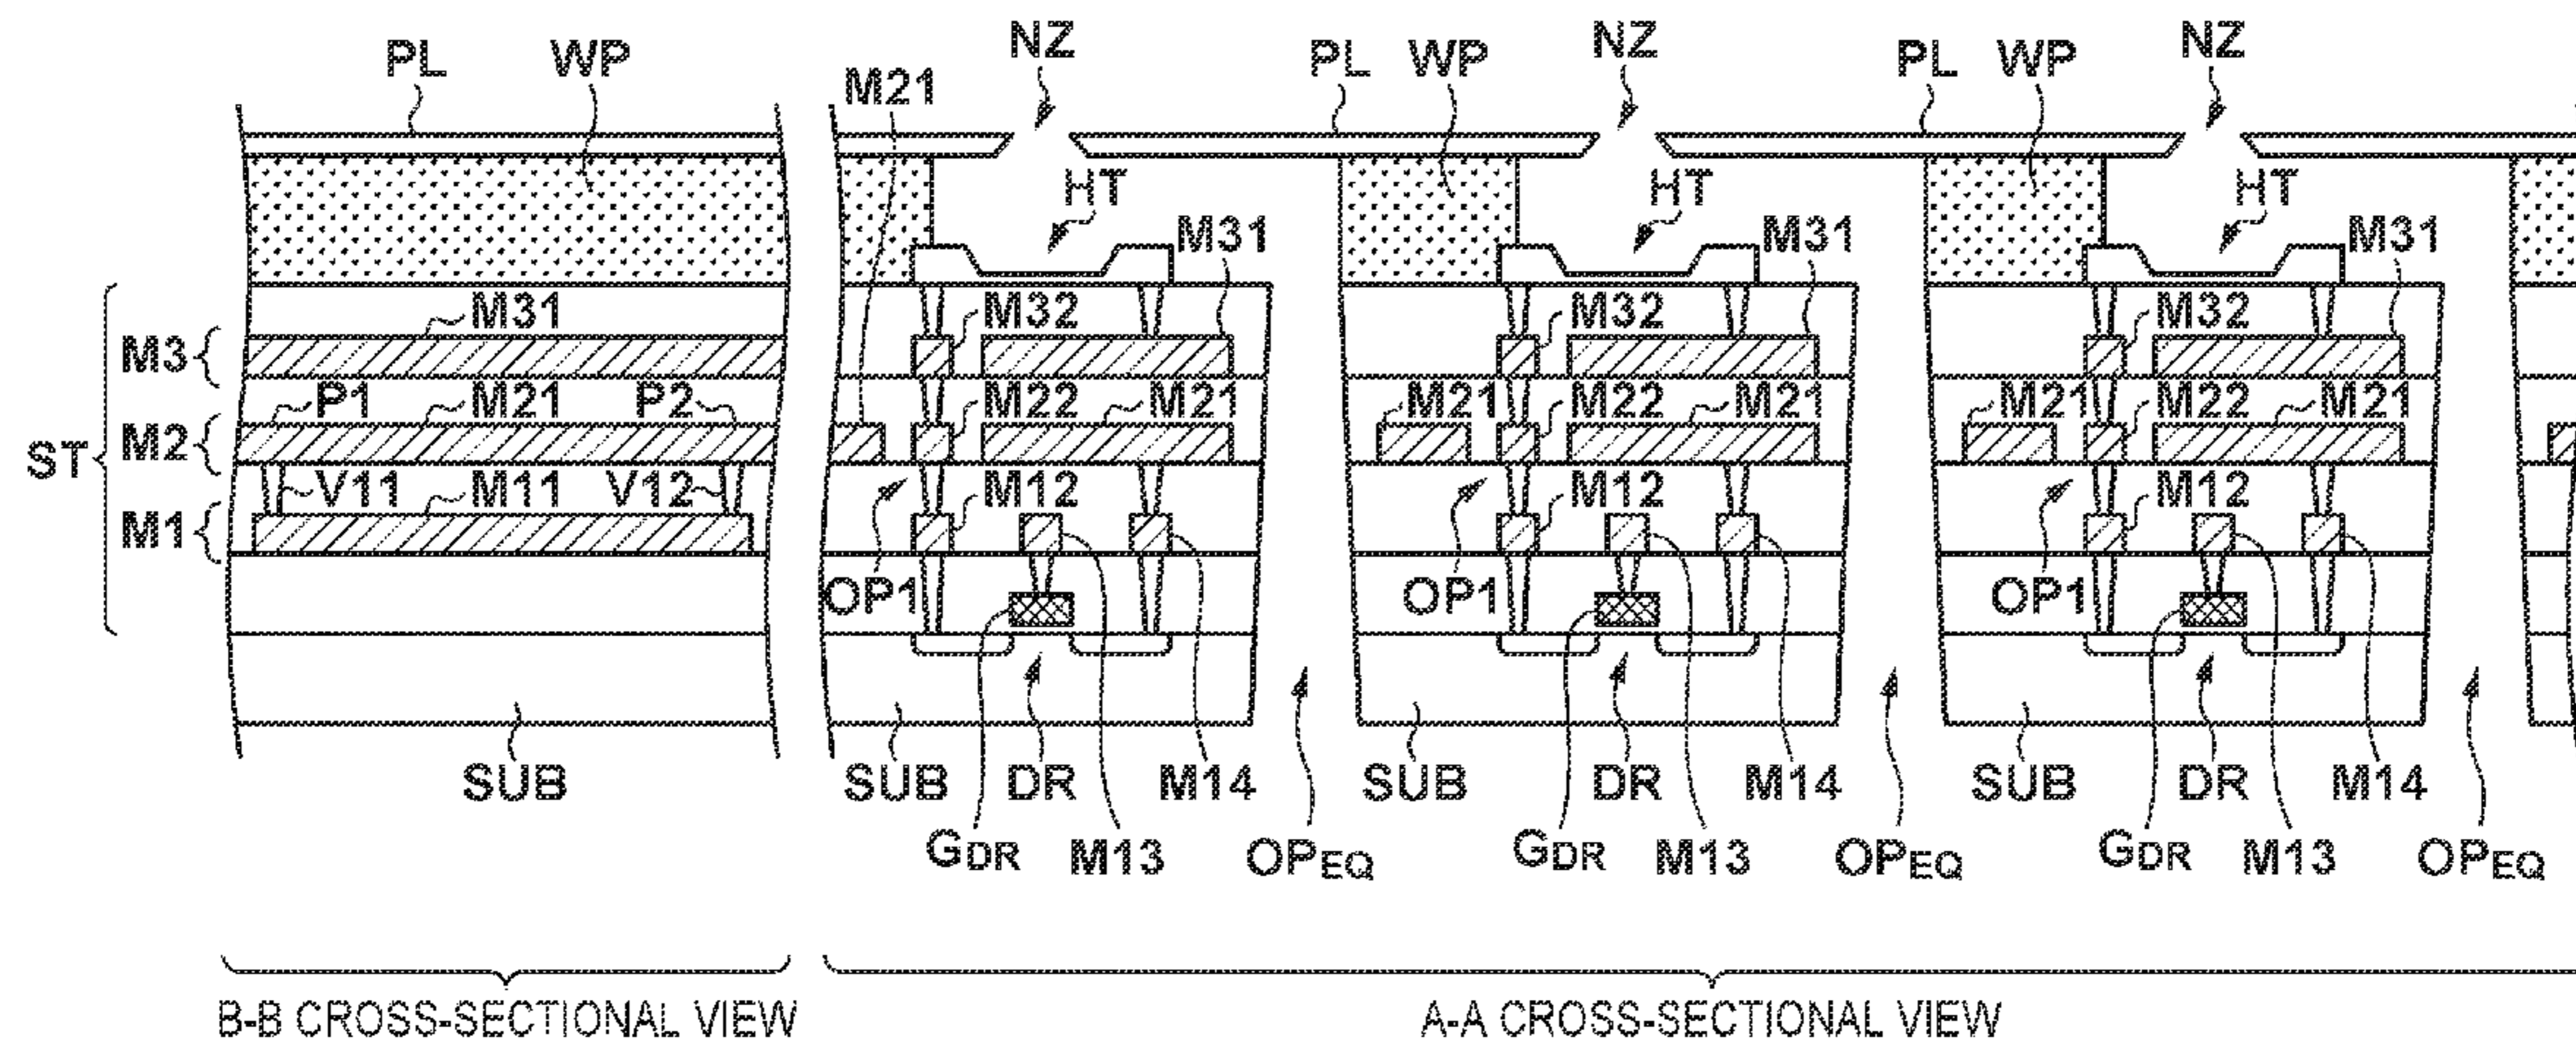 NZ NZ NZ
PL WP M21 PL WP PL WP
HT HT HT
M31 M31 M31
M31 M32 M32 M32
M3
P1 M21 P2 M22 M21 M21 M22 M21 M21 M22 M21
ST M2
V11 M11 V12 M12 M12 M12
M1
OP1 OP1 OP1
SUB SUB DR M14 SUB DR M14 SUB DR M14
GDR M13 OPEQ GDR M13 OPEQ GDR M13 OPEQ
B-B CROSS-SECTIONAL VIEW A-A CROSS-SECTIONAL VIEW